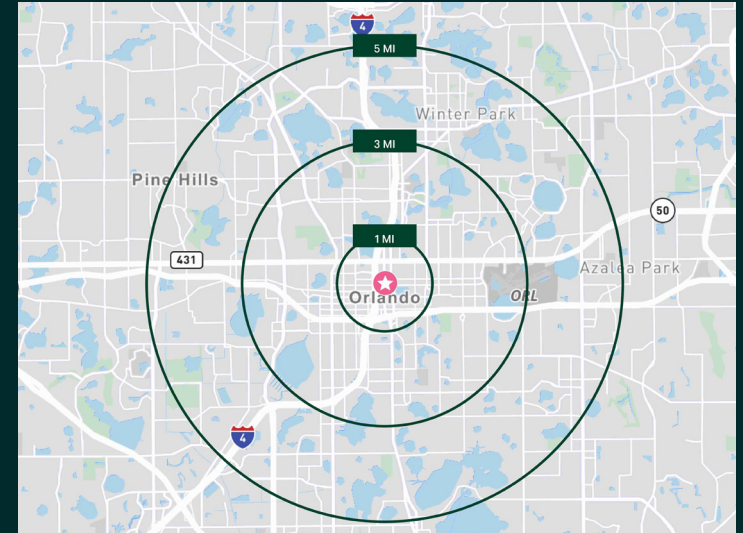 4
5 MI
Winter Park
3 MI
Pine Hills
50
1 MI
431
Azalea Park
Orlando
ORL
4